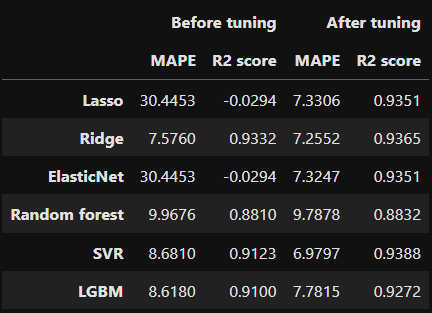 Before tuning After tuning
MAPE R2 score MAPE R2 score
Lasso 30.4453 -0.0294 7.3306 0.9351
Ridge 7.5760 0.9332 7.2552 0.9365
ElasticNet 30.4453 -0.0294 7.3247 0.9351
Random forest 9.9676 0.8810 9.7878 0.8832
SVR 8.6810 0.9123 6.9797 0.9388
LGBM 8.6180 0.9100 7.7815 0.9272